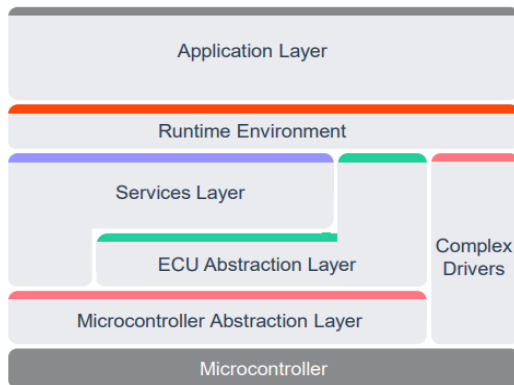 Application Layer
Runtime Environment
Services Layer
ECU Abstraction Layer
Complex
Drivers
Microcontroller Abstraction Layer
Microcontroller